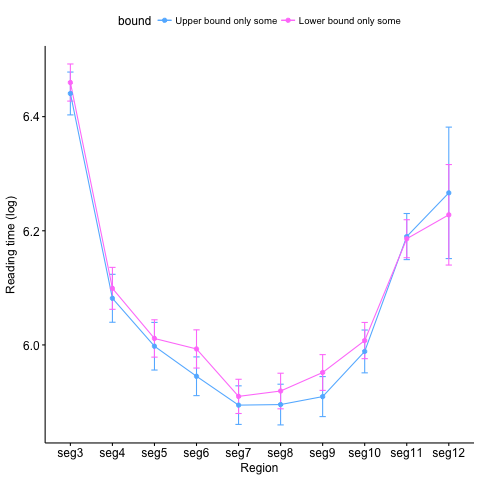 bound Upper bound only some Lower bound only some
6.4
6.2
6.0
Reading time (log)
seg3 seg4 seg5 seg6 seg7 seg8 seg9 seg10 seg11 seg12
Region